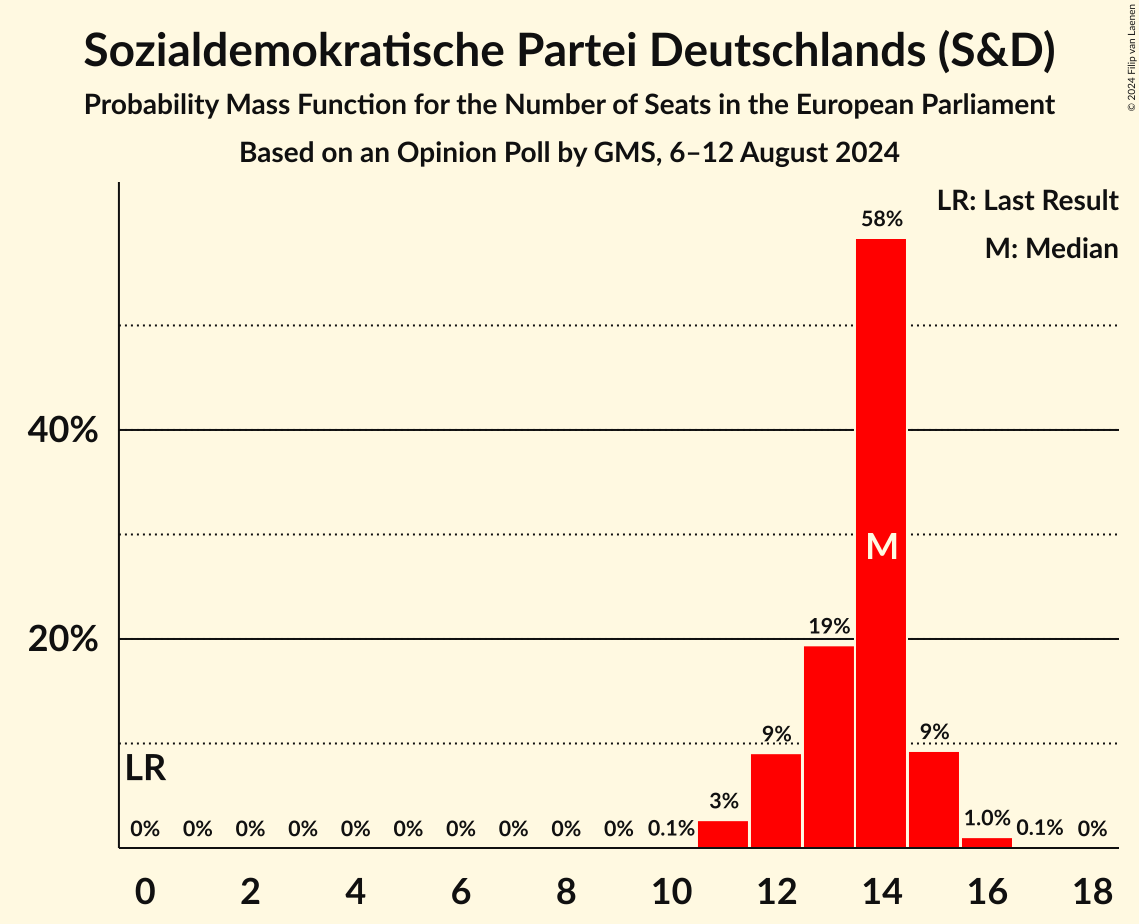 Sozialdemokratische Partei Deutschlands (S&D)
Probability Mass Function for the Number of Seats in the European Parliament
Based on an Opinion Poll by GMS, 6–12 August 2024
© 2024 Filip van Laenen
LR: Last Result
M: Median
58%
40%
M
20%
19%
9%
9%
LR
3%
0% 0% 0% 0% 0% 0% 0% 0% 0% 0% 0.1% 1.0% 0.1% 0%
0 2 4 6 8 10 12 14 16 18